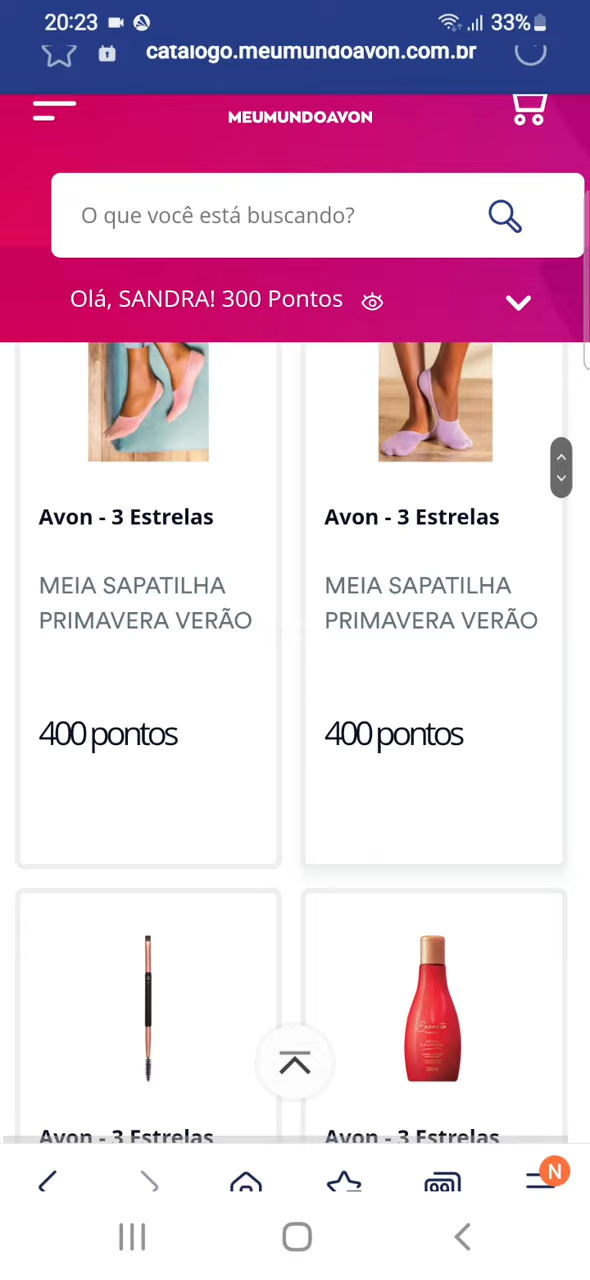 20:23
33%
catalogo.meumundoavon.com.br
MEUMUNDOAVON
O que você está buscando?
Olá, SANDRA! 300 Pontos
Avon - 3 Estrelas
Avon - 3 Estrelas
MEIA SAPATILHA
PRIMAVERA VERÃO
MEIA SAPATILHA
PRIMAVERA VERÃO
400 pontos
400 pontos
Avon - 3 Estrelas
Avon - 3 Estrelas
N